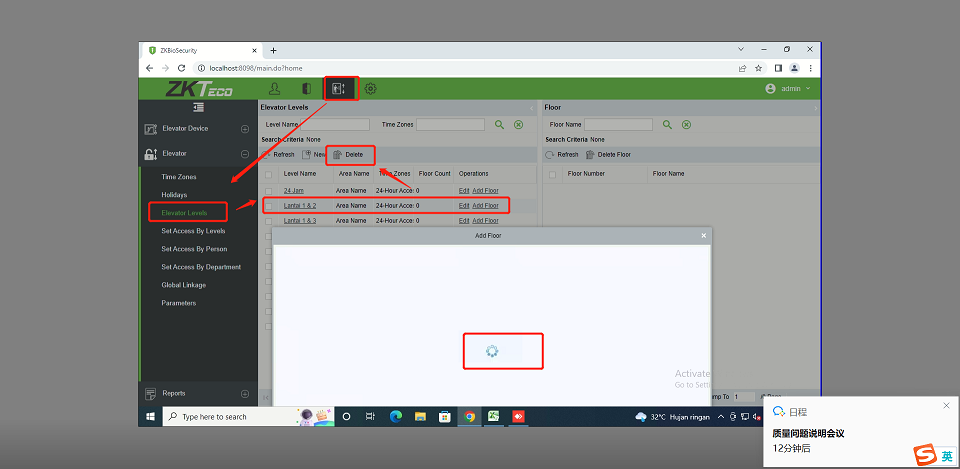 ZKBioSecurity
localhost:8098/main.do?home
ZKTeco
admin
Elevator Device
Elevator
Time Zones
Holidays
Elevator Levels
Set Access By Levels
Set Access By Person
Set Access By Department
Global Linkage
Parameters
Reports
Elevator Levels
Level Name
Time Zones
Search Criteria None
Refresh New Delete
Level Name Area Name Time Zones Floor Count Operations
24 Jam Area Name 24-Hour Acce: 0 Edit Add Floor
Lantai 1 & 2 Area Name 24-Hour Acce: 0 Edit Add Floor
Lantai 1 & 3 Area Name 24-Hour Acce: 0 Edit Add Floor
Floor
Floor Name
Search Criteria None
Refresh Delete Floor
Floor Number Floor Name
Add Floor
Activate
Go to Setti
mp To 1
Type here to search
32°C Hujan ringan
日程
质量问题说明会议
12分钟后
英